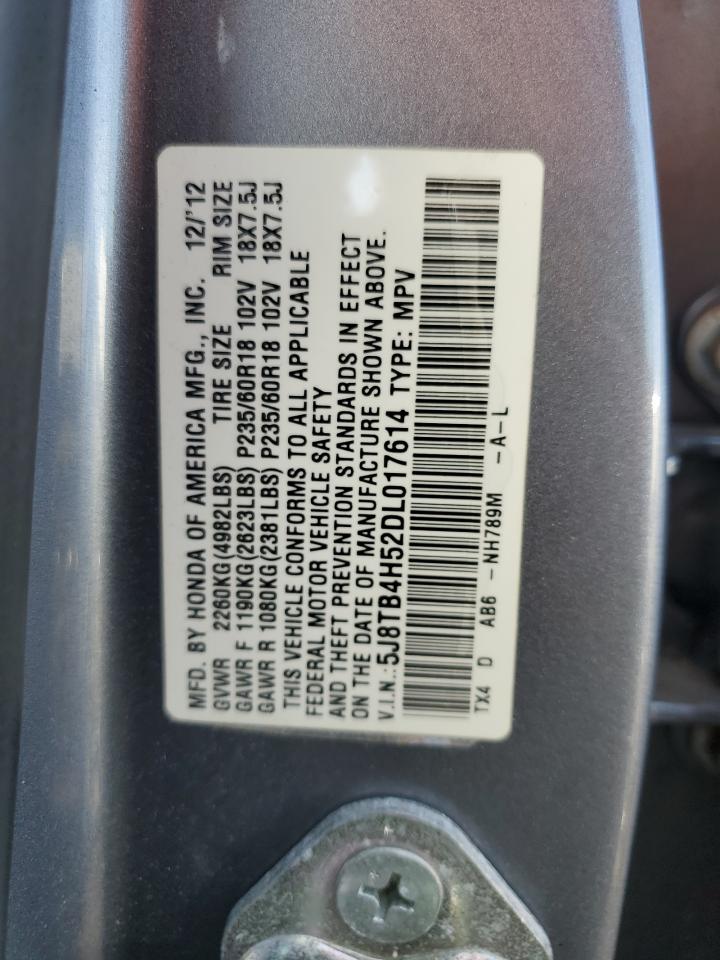 MFD. BY HONDA OF AMERICA MFG., INC. 12/'12
GVWR 2260KG(4982LBS) TIRE SIZE RIM SIZE
GAWR F 1190KG(2623LBS) P235/60R18 102V 18X7.5J
GAWR R 1080KG(2381LBS) P235/60R18 102V 18X7.5J
THIS VEHICLE CONFORMS TO ALL APPLICABLE
FEDERAL MOTOR VEHICLE SAFETY
AND THEFT PREVENTION STANDARDS IN EFFECT
ON THE DATE OF MANUFACTURE SHOWN ABOVE.
V.I.N.: 5J8TB4H52DL017614 TYPE: MPV
TX4 D AB6 -NH789M -A-L